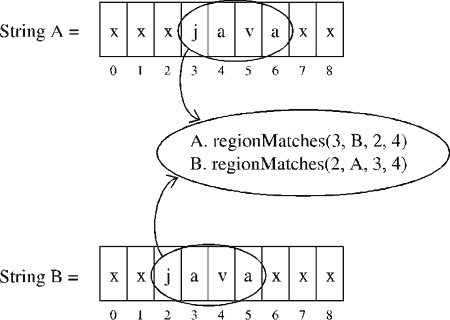 String A = x x x j a v a x x
0 1 2 3 4 5 6 7 8
A. regionMatches(3, B, 2, 4)
B. regionMatches(2, A, 3, 4)
String B = x x j a v a x x x
0 1 2 3 4 5 6 7 8